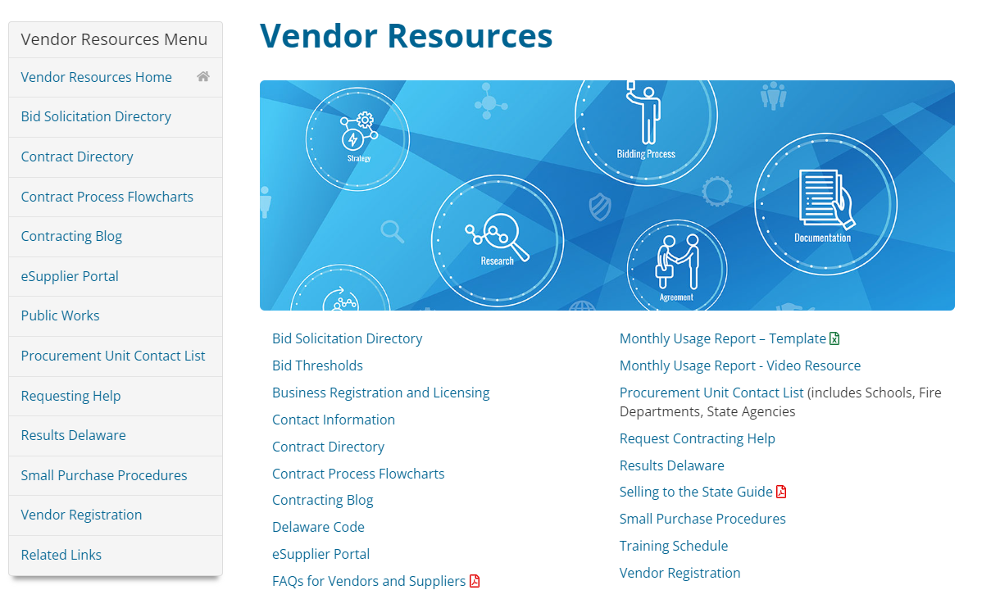 Vendor Resources Menu
Vendor Resources Home
Bid Solicitation Directory
Contract Directory
Contract Process Flowcharts
Contracting Blog
eSupplier Portal
Public Works
Procurement Unit Contact List
Requesting Help
Results Delaware
Small Purchase Procedures
Vendor Registration
Related Links
Vendor Resources
Strategy
Bidding Process
Research
Documentation
Agreement
Bid Solicitation Directory
Bid Thresholds
Business Registration and Licensing
Contact Information
Contract Directory
Contract Process Flowcharts
Contracting Blog
Delaware Code
eSupplier Portal
FAQs for Vendors and Suppliers
Monthly Usage Report – Template
Monthly Usage Report - Video Resource
Procurement Unit Contact List (includes Schools, Fire
Departments, State Agencies
Request Contracting Help
Results Delaware
Selling to the State Guide
Small Purchase Procedures
Training Schedule
Vendor Registration